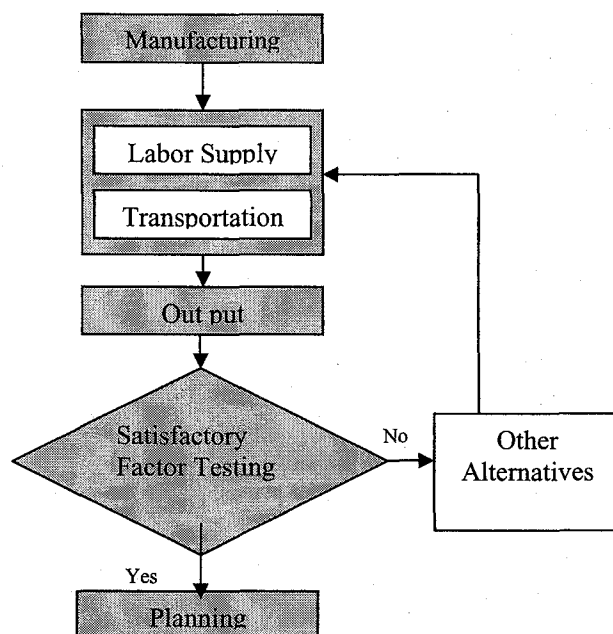 Manufacturing
Labor Supply
Transportation
Out put
Satisfactory
Factor Testing
No
Other
Alternatives
Yes
Planning